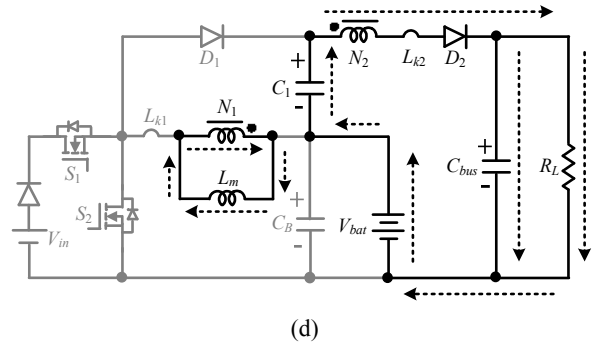 N2 Lk2 D2
D1
+
C1
-
Lk1 N1
S1
Lm
S2
+
CB
-
Vbat
+
Cbus
-
RL
Vin
(d)